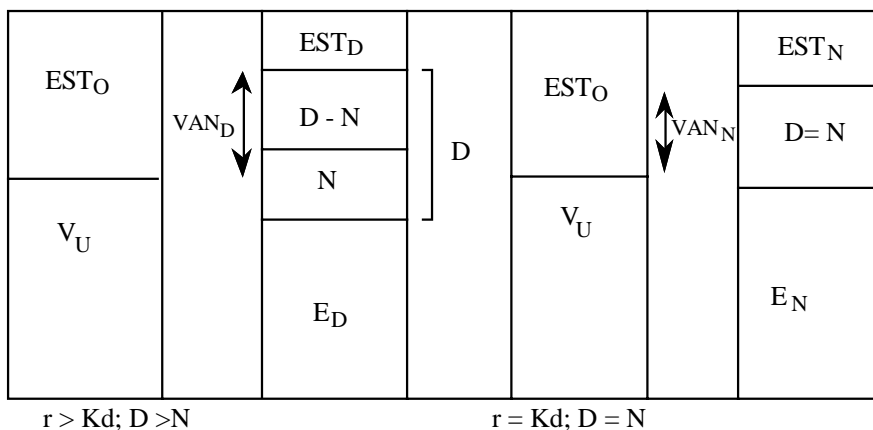 EST_O
V_U
VAN_D
EST_D
D - N
N
E_D
D
EST_O
V_U
VAN_N
EST_N
D= N
E_N
r > Kd; D >N
r = Kd; D = N